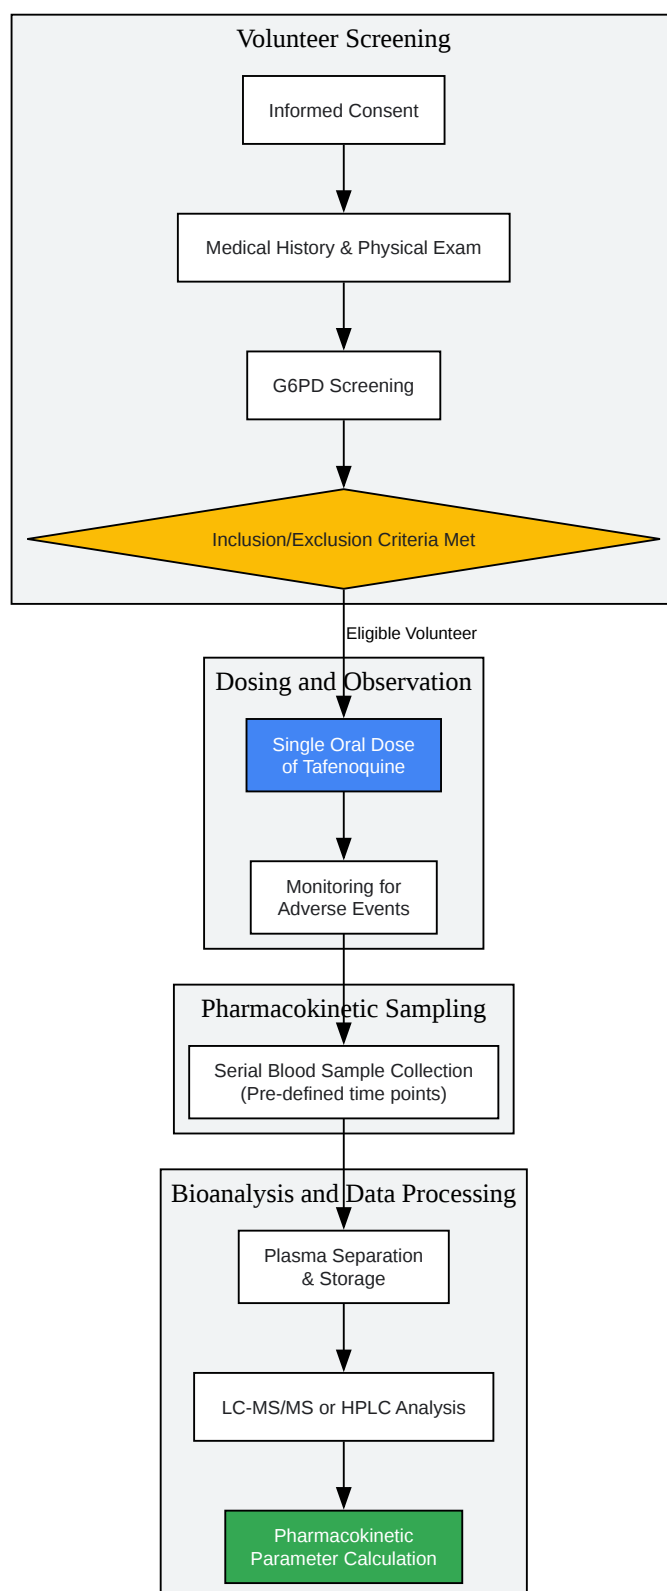 Volunteer Screening
Informed Consent
Medical History & Physical Exam
G6PD Screening
Inclusion/Exclusion Criteria Met
Eligible Volunteer
Dosing and Observation
Single Oral Dose
of Tafenoquine
Monitoring for
Adverse Events
Pharmacokinetic Sampling
Serial Blood Sample Collection
(Pre-defined time points)
Bioanalysis and Data Processing
Plasma Separation
& Storage
LC-MS/MS or HPLC Analysis
Pharmacokinetic
Parameter Calculation